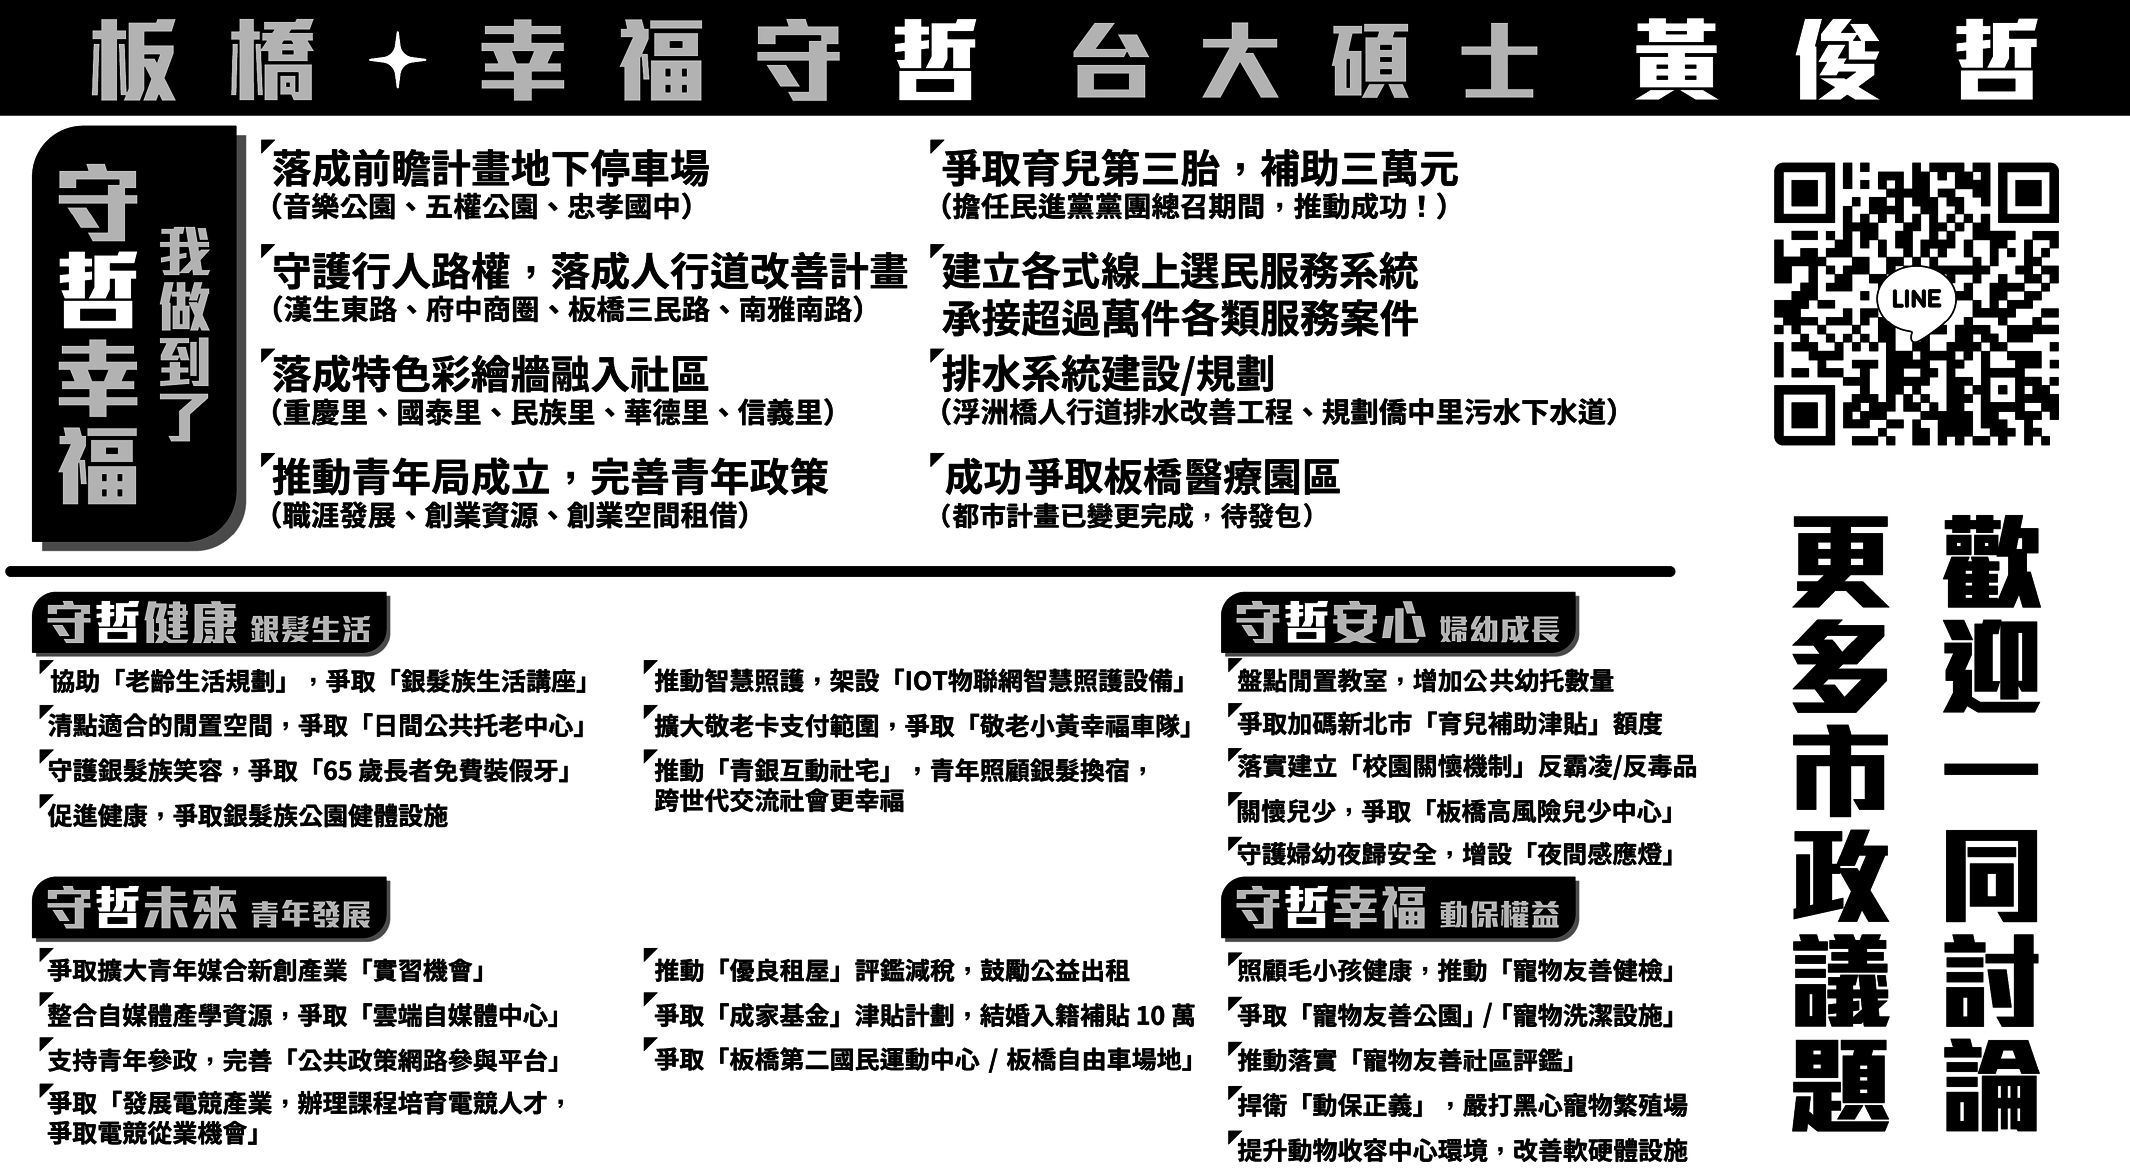 板橋幸福守哲 台大碩士 黃俊哲
守哲幸福
我做到了
落成前瞻計畫地下停車場
（音樂公園、五權公園、忠孝國中）
守護行人路權，落成人行道改善計畫
（漢生東路、府中商圈、板橋三民路、南雅南路）
落成特色彩繪牆融入社區
（重慶里、國泰里、民族里、華德里、信義里）
推動青年局成立，完善青年政策
（職涯發展、創業資源、創業空間租借）
爭取育兒第三胎，補助三萬元
（擔任民進黨黨團總召期間，推動成功！）
建立各式線上選民服務系統
承接超過萬件各類服務案件
排水系統建設/規劃
（浮洲橋人行道排水改善工程、規劃僑中里污水下水道）
成功爭取板橋醫療園區
（都市計畫已變更完成，待發包）
LINE
歡迎一同討論
更多市政議題
守哲健康 銀髮生活
協助「老齡生活規劃」，爭取「銀髮族生活講座」
清點適合的閒置空間，爭取「日間公共托老中心」
守護銀髮族笑容，爭取「65 歲長者免費裝假牙」
促進健康，爭取銀髮族公園健體設施
推動智慧照護，架設「IOT物聯網智慧照護設備」
擴大敬老卡支付範圍，爭取「敬老小黃幸福車隊」
推動「青銀互動社宅」，青年照顧銀髮換宿，
跨世代交流社會更幸福
守哲安心 婦幼成長
盤點閒置教室，增加公共幼托數量
爭取加碼新北市「育兒補助津貼」額度
落實建立「校園關懷機制」反霸凌/反毒品
關懷兒少，爭取「板橋高風險兒少中心」
守護婦幼夜歸安全，增設「夜間感應燈」
守哲未來 青年發展
爭取擴大青年媒合新創產業「實習機會」
整合自媒體產學資源，爭取「雲端自媒體中心」
支持青年參政，完善「公共政策網路參與平台」
爭取「發展電競產業，辦理課程培育電競人才，
爭取電競從業機會」
推動「優良租屋」評鑑減稅，鼓勵公益出租
爭取「成家基金」津貼計劃，結婚入籍補貼 10 萬
爭取「板橋第二國民運動中心 / 板橋自由車場地」
守哲幸福 動保權益
照顧毛小孩健康，推動「寵物友善健檢」
爭取「寵物友善公園」/「寵物洗潔設施」
推動落實「寵物友善社區評鑑」
捍衛「動保正義」，嚴打黑心寵物繁殖場
提升動物收容中心環境，改善軟硬體設施